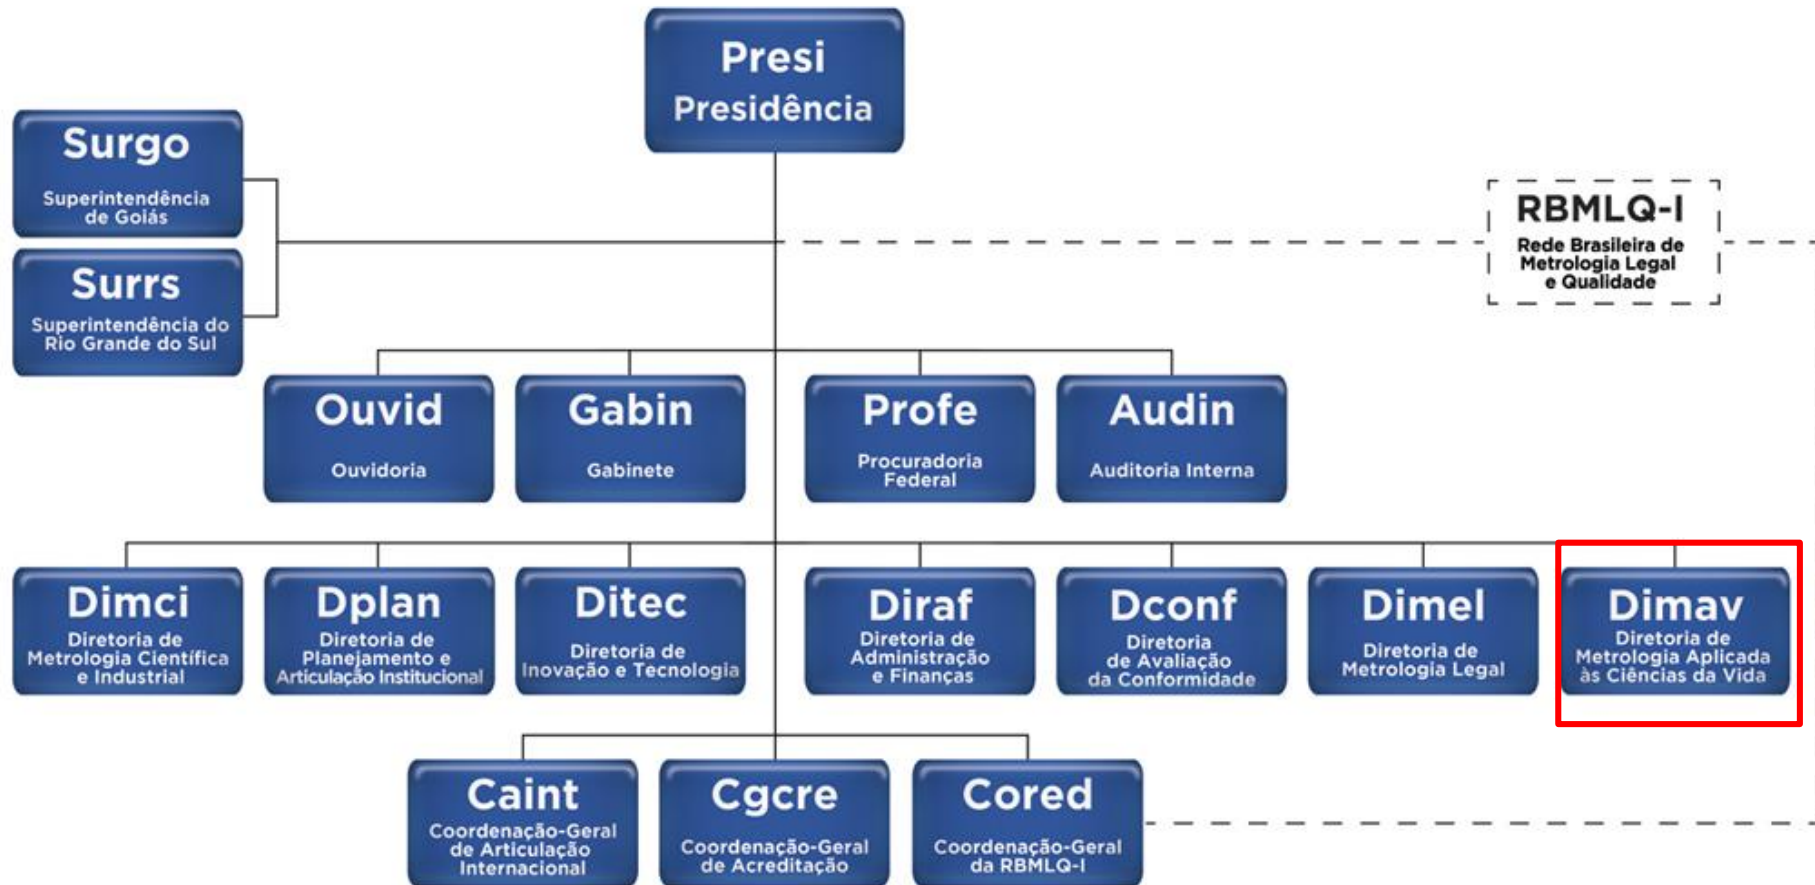 Presi
Presidência
Surgo
Superintendência
de Goiás
Surrs
Superintendência do
Rio Grande do Sul
RBMLQ-I
Rede Brasileira de
Metrologia Legal
e Qualidade
Ouvid
Ouvidoria
Gabin
Gabinete
Profe
Procuradoria
Federal
Audin
Auditoria Interna
Dimci
Diretoria de
Metrologia Científica
e Industrial
Dplan
Diretoria de
Planejamento e
Articulação Institucional
Ditec
Diretoria de
Inovação e Tecnologia
Diraf
Diretoria de
Administração
e Finanças
Dconf
Diretoria
de Avaliação
da Conformidade
Dimel
Diretoria de
Metrologia Legal
Dimav
Diretoria de
Metrologia Aplicada
às Ciências da Vida
Caint
Coordenação-Geral
de Articulação
Internacional
Cgcre
Coordenação-Geral
de Acreditação
Cored
Coordenação-Geral
da RBMLQ-I